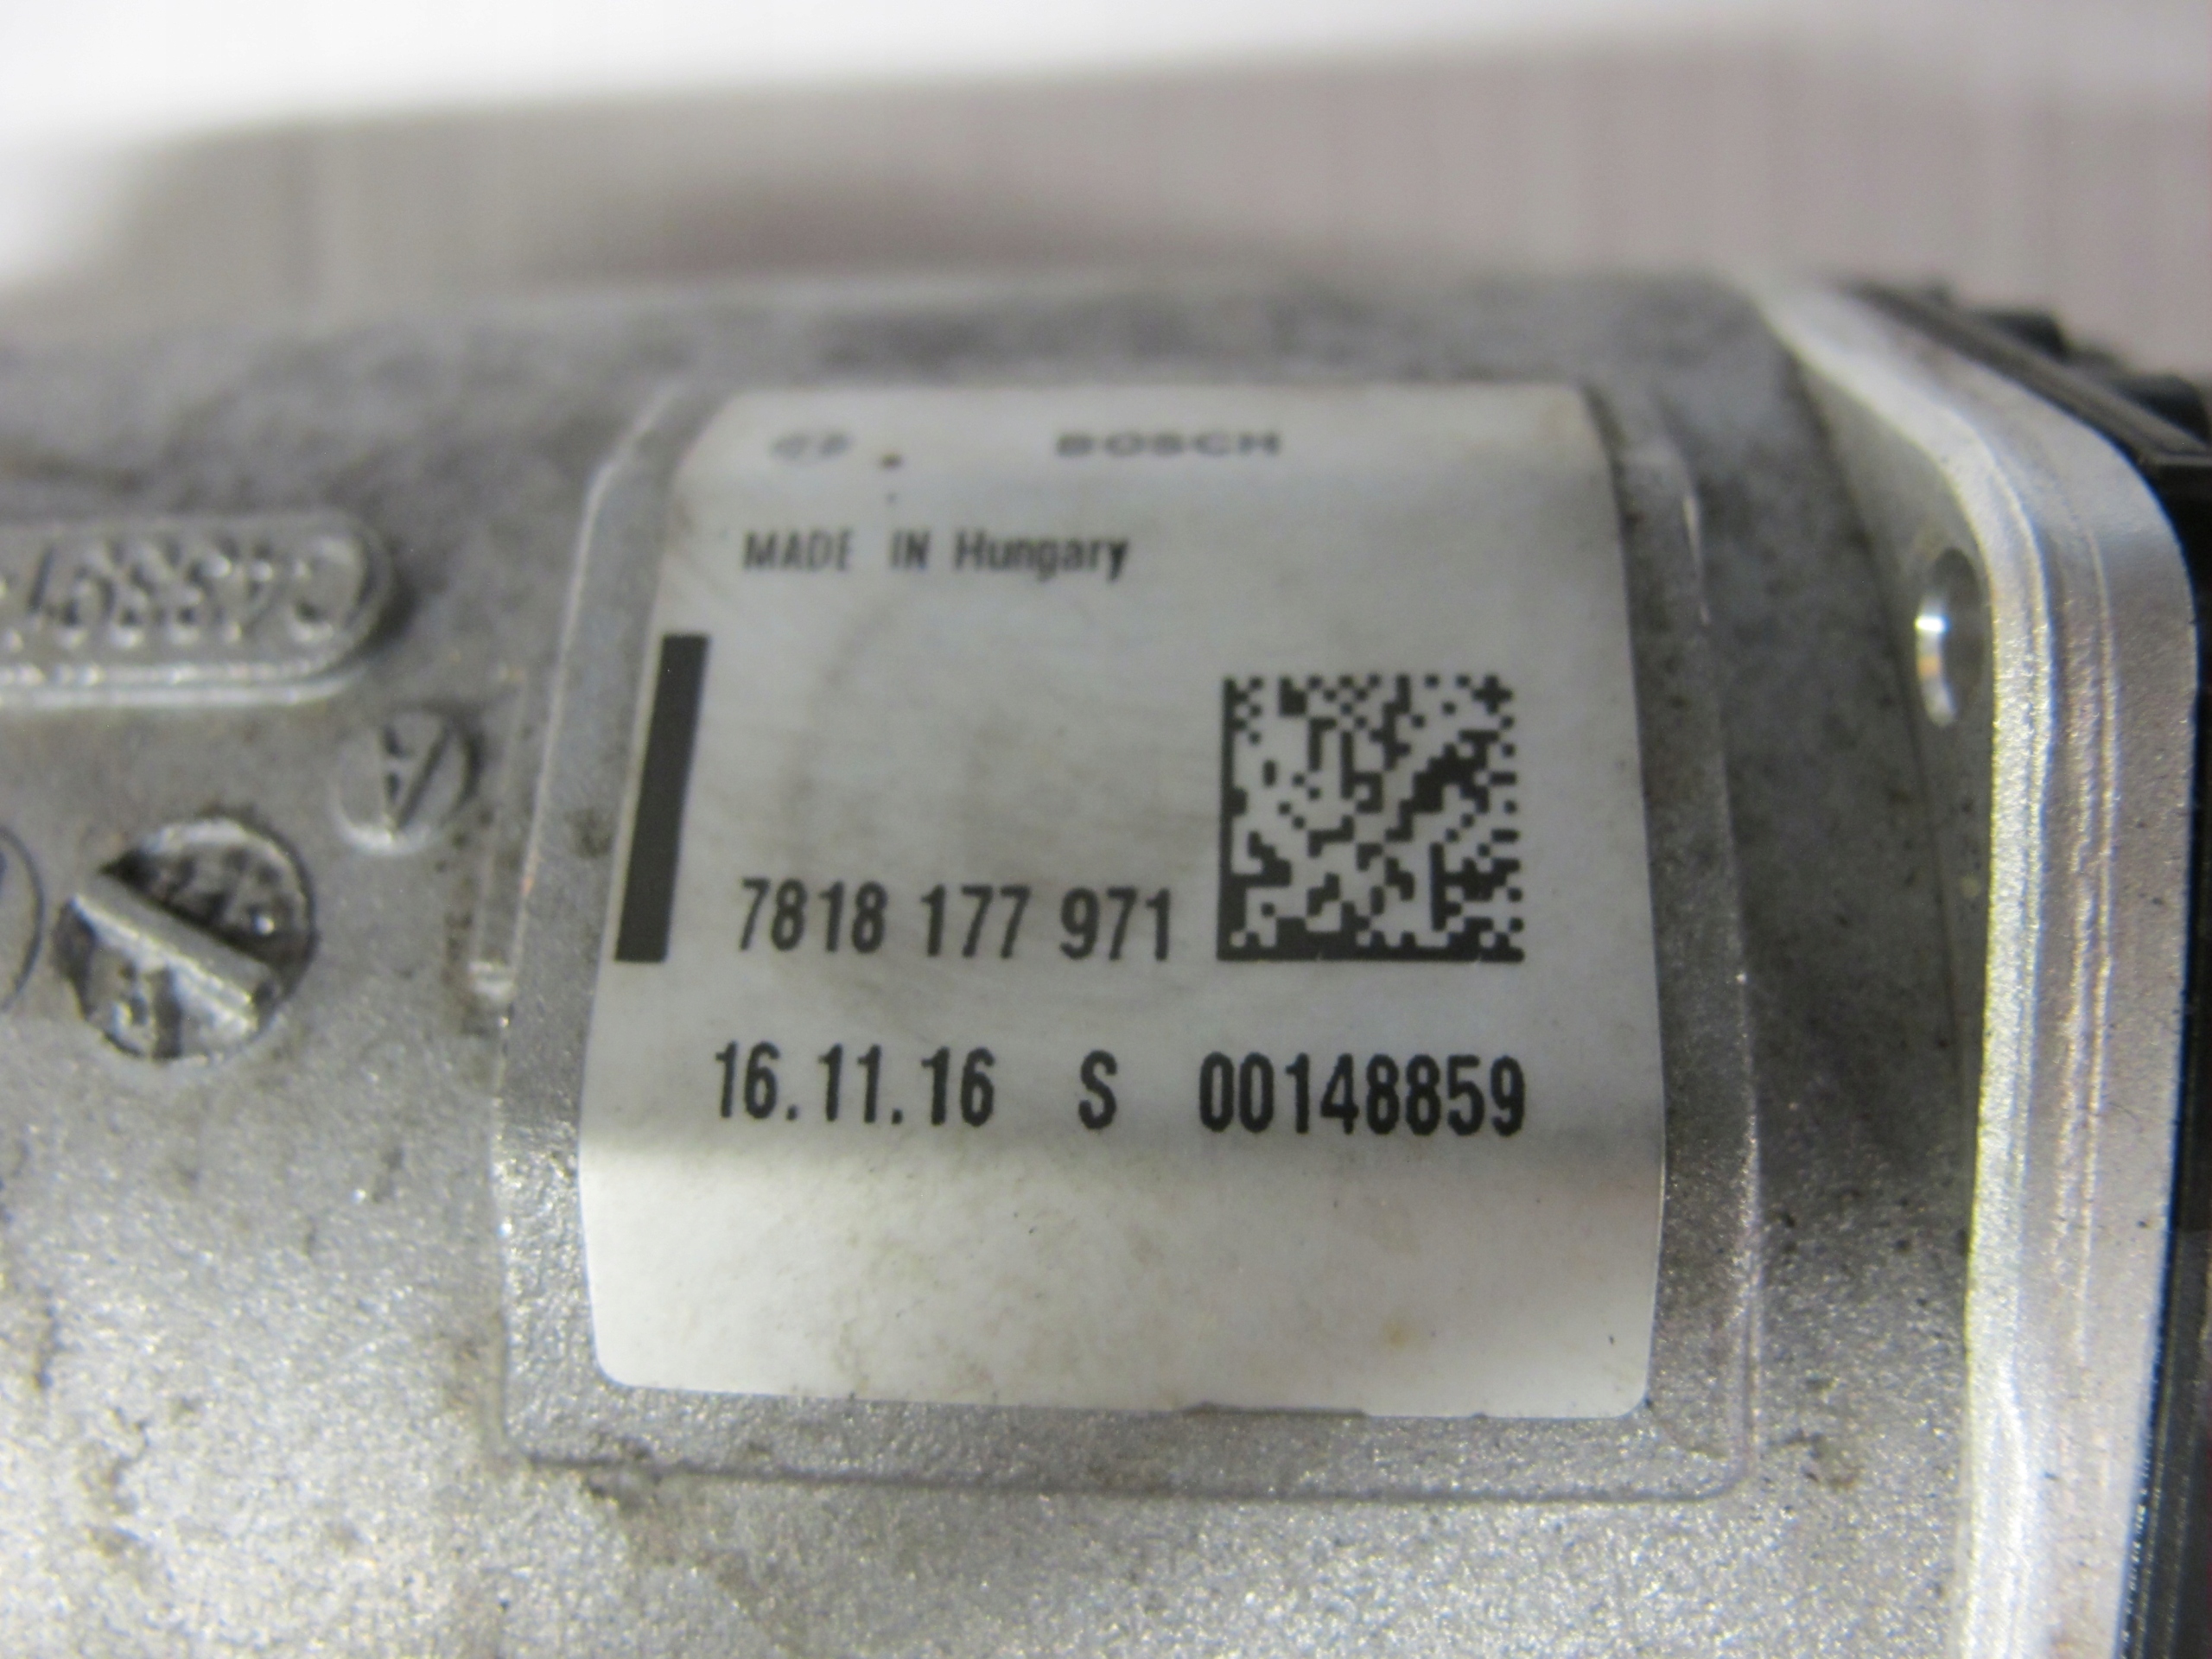 BOSCH
MADE IN Hungary
7818 177 971
16.11.16 S 00148859
A